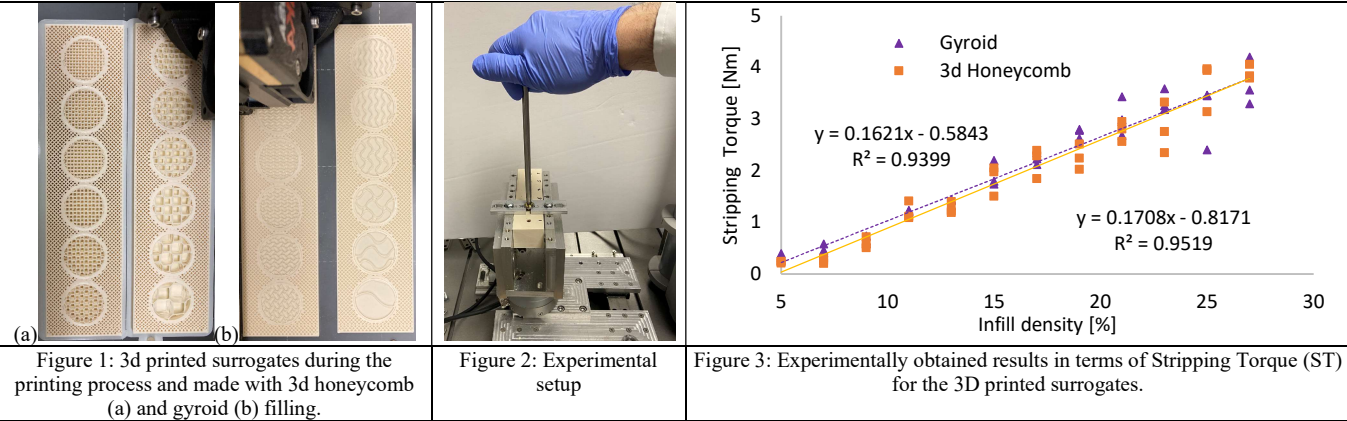 (a)
(b)
5
4
3
2
1
0
Stripping Torque [Nm]
Gyroid
3d Honeycomb
y = 0.1621x - 0.5843
R² = 0.9399
y = 0.1708x - 0.8171
R² = 0.9519
5
10
15
20
25
30
Infill density [%]
Figure 1: 3d printed surrogates during the
printing process and made with 3d honeycomb
(a) and gyroid (b) filling.
Figure 2: Experimental
setup
Figure 3: Experimentally obtained results in terms of Stripping Torque (ST)
for the 3D printed surrogates.